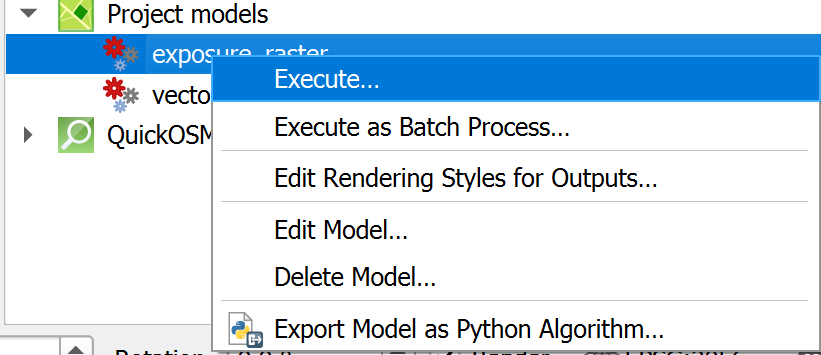 Project models
exposure_raster
Execute...
vecto
Execute as Batch Process...
QuickOSM
Edit Rendering Styles for Outputs...
Edit Model...
Delete Model...
Export Model as Python Algorithm...